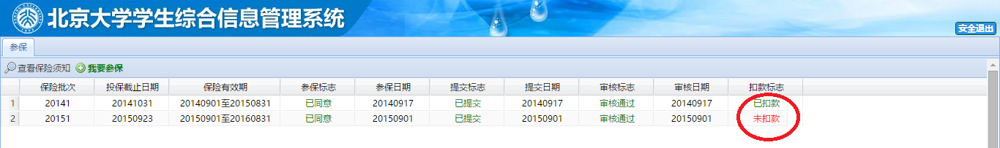 北京大学学生综合信息管理系统
安全退出
参保
查看保险须知 我要参保
保险批次 投保截止日期 保险有效期 参保标志 参保日期 提交标志 提交日期 审核标志 审核日期 扣款标志
1 20141 20141031 20140901至20150831 已同意 20140917 已提交 20140917 审核通过 20140917 已扣款
2 20151 20150923 20150901至20160831 已同意 20150901 已提交 20150901 审核通过 20150901 未扣款